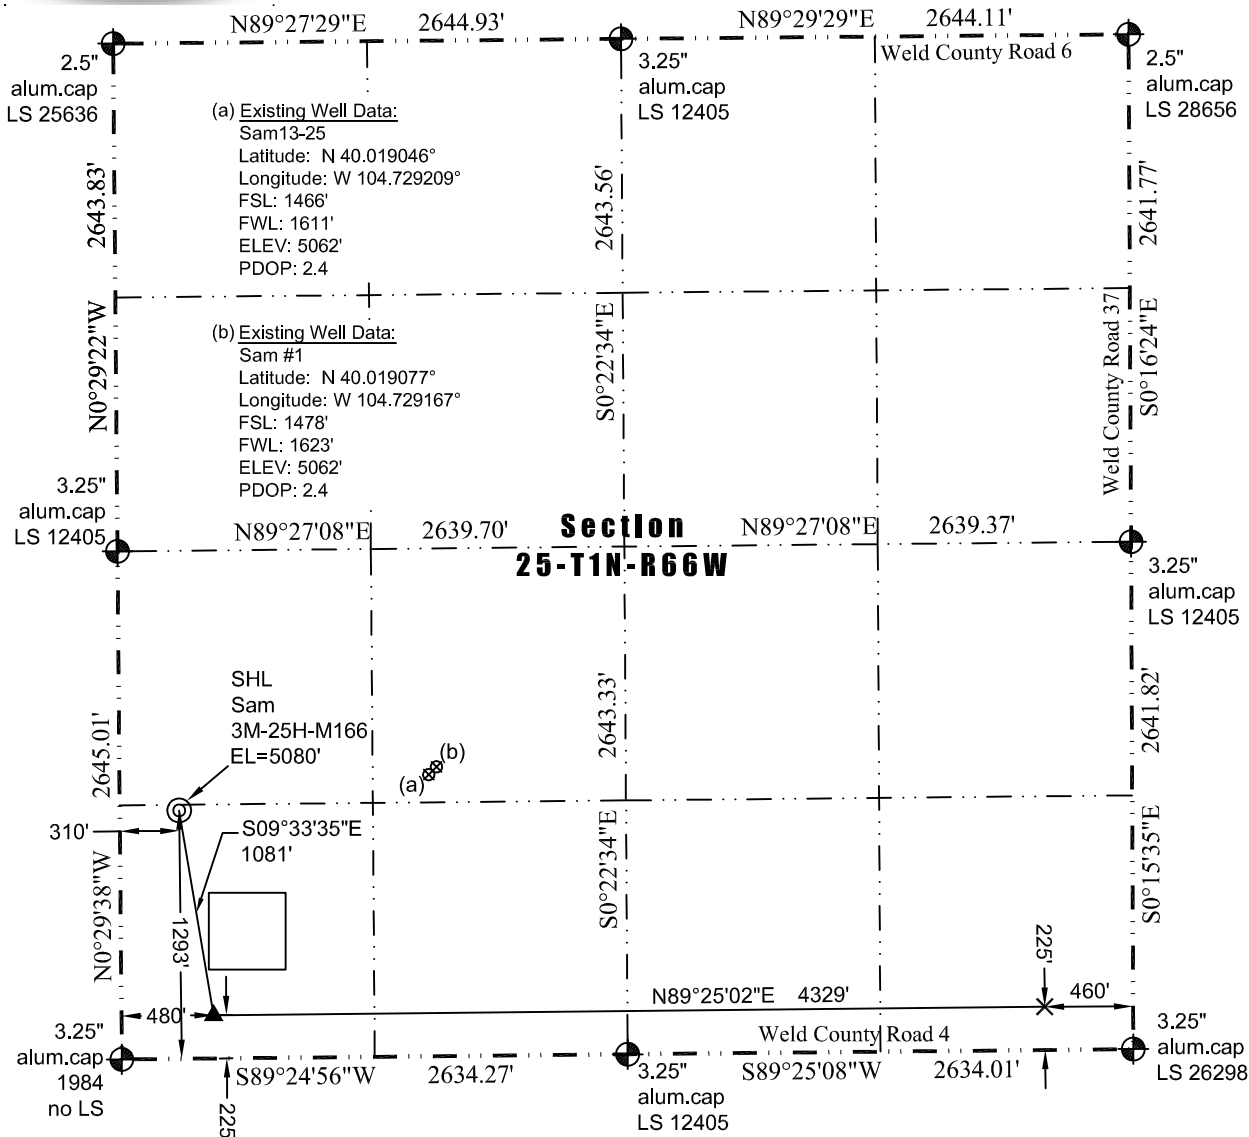 N89°27'29"E 2644.93' N89°29'29"E 2644.11'
Weld County Road 6
2.5"
alum.cap
LS 25636
3.25"
alum.cap
LS 12405
2.5"
alum.cap
LS 28656
(a) Existing Well Data:
Sam13-25
Latitude: N 40.019046°
Longitude: W 104.729209°
FSL: 1466'
FWL: 1611'
ELEV: 5062'
PDOP: 2.4
2643.83'
2643.56'
2641.77'
(b) Existing Well Data:
Sam #1
Latitude: N 40.019077°
Longitude: W 104.729167°
FSL: 1478'
FWL: 1623'
ELEV: 5062'
PDOP: 2.4
N0°29'22"W
S0°22'34"E
Weld County Road 37
S0°16'24"E
3.25"
alum.cap
LS 12405
N89°27'08"E 2639.70'
Section
25-T1N-R66W
N89°27'08"E 2639.37'
3.25"
alum.cap
LS 12405
SHL
Sam
3M-25H-M166
EL=5080'
2645.01'
2643.33'
2641.82'
(b)
(a)
310'
S09°33'35"E
1081'
N0°29'38"W
1293'
S0°22'34"E
S0°15'35"E
225'
N89°25'02"E 4329'
460'
480'
Weld County Road 4
3.25"
alum.cap
1984
no LS
S89°24'56"W 2634.27'
225
3.25"
alum.cap
LS 12405
S89°25'08"W 2634.01'
3.25"
alum.cap
LS 26298